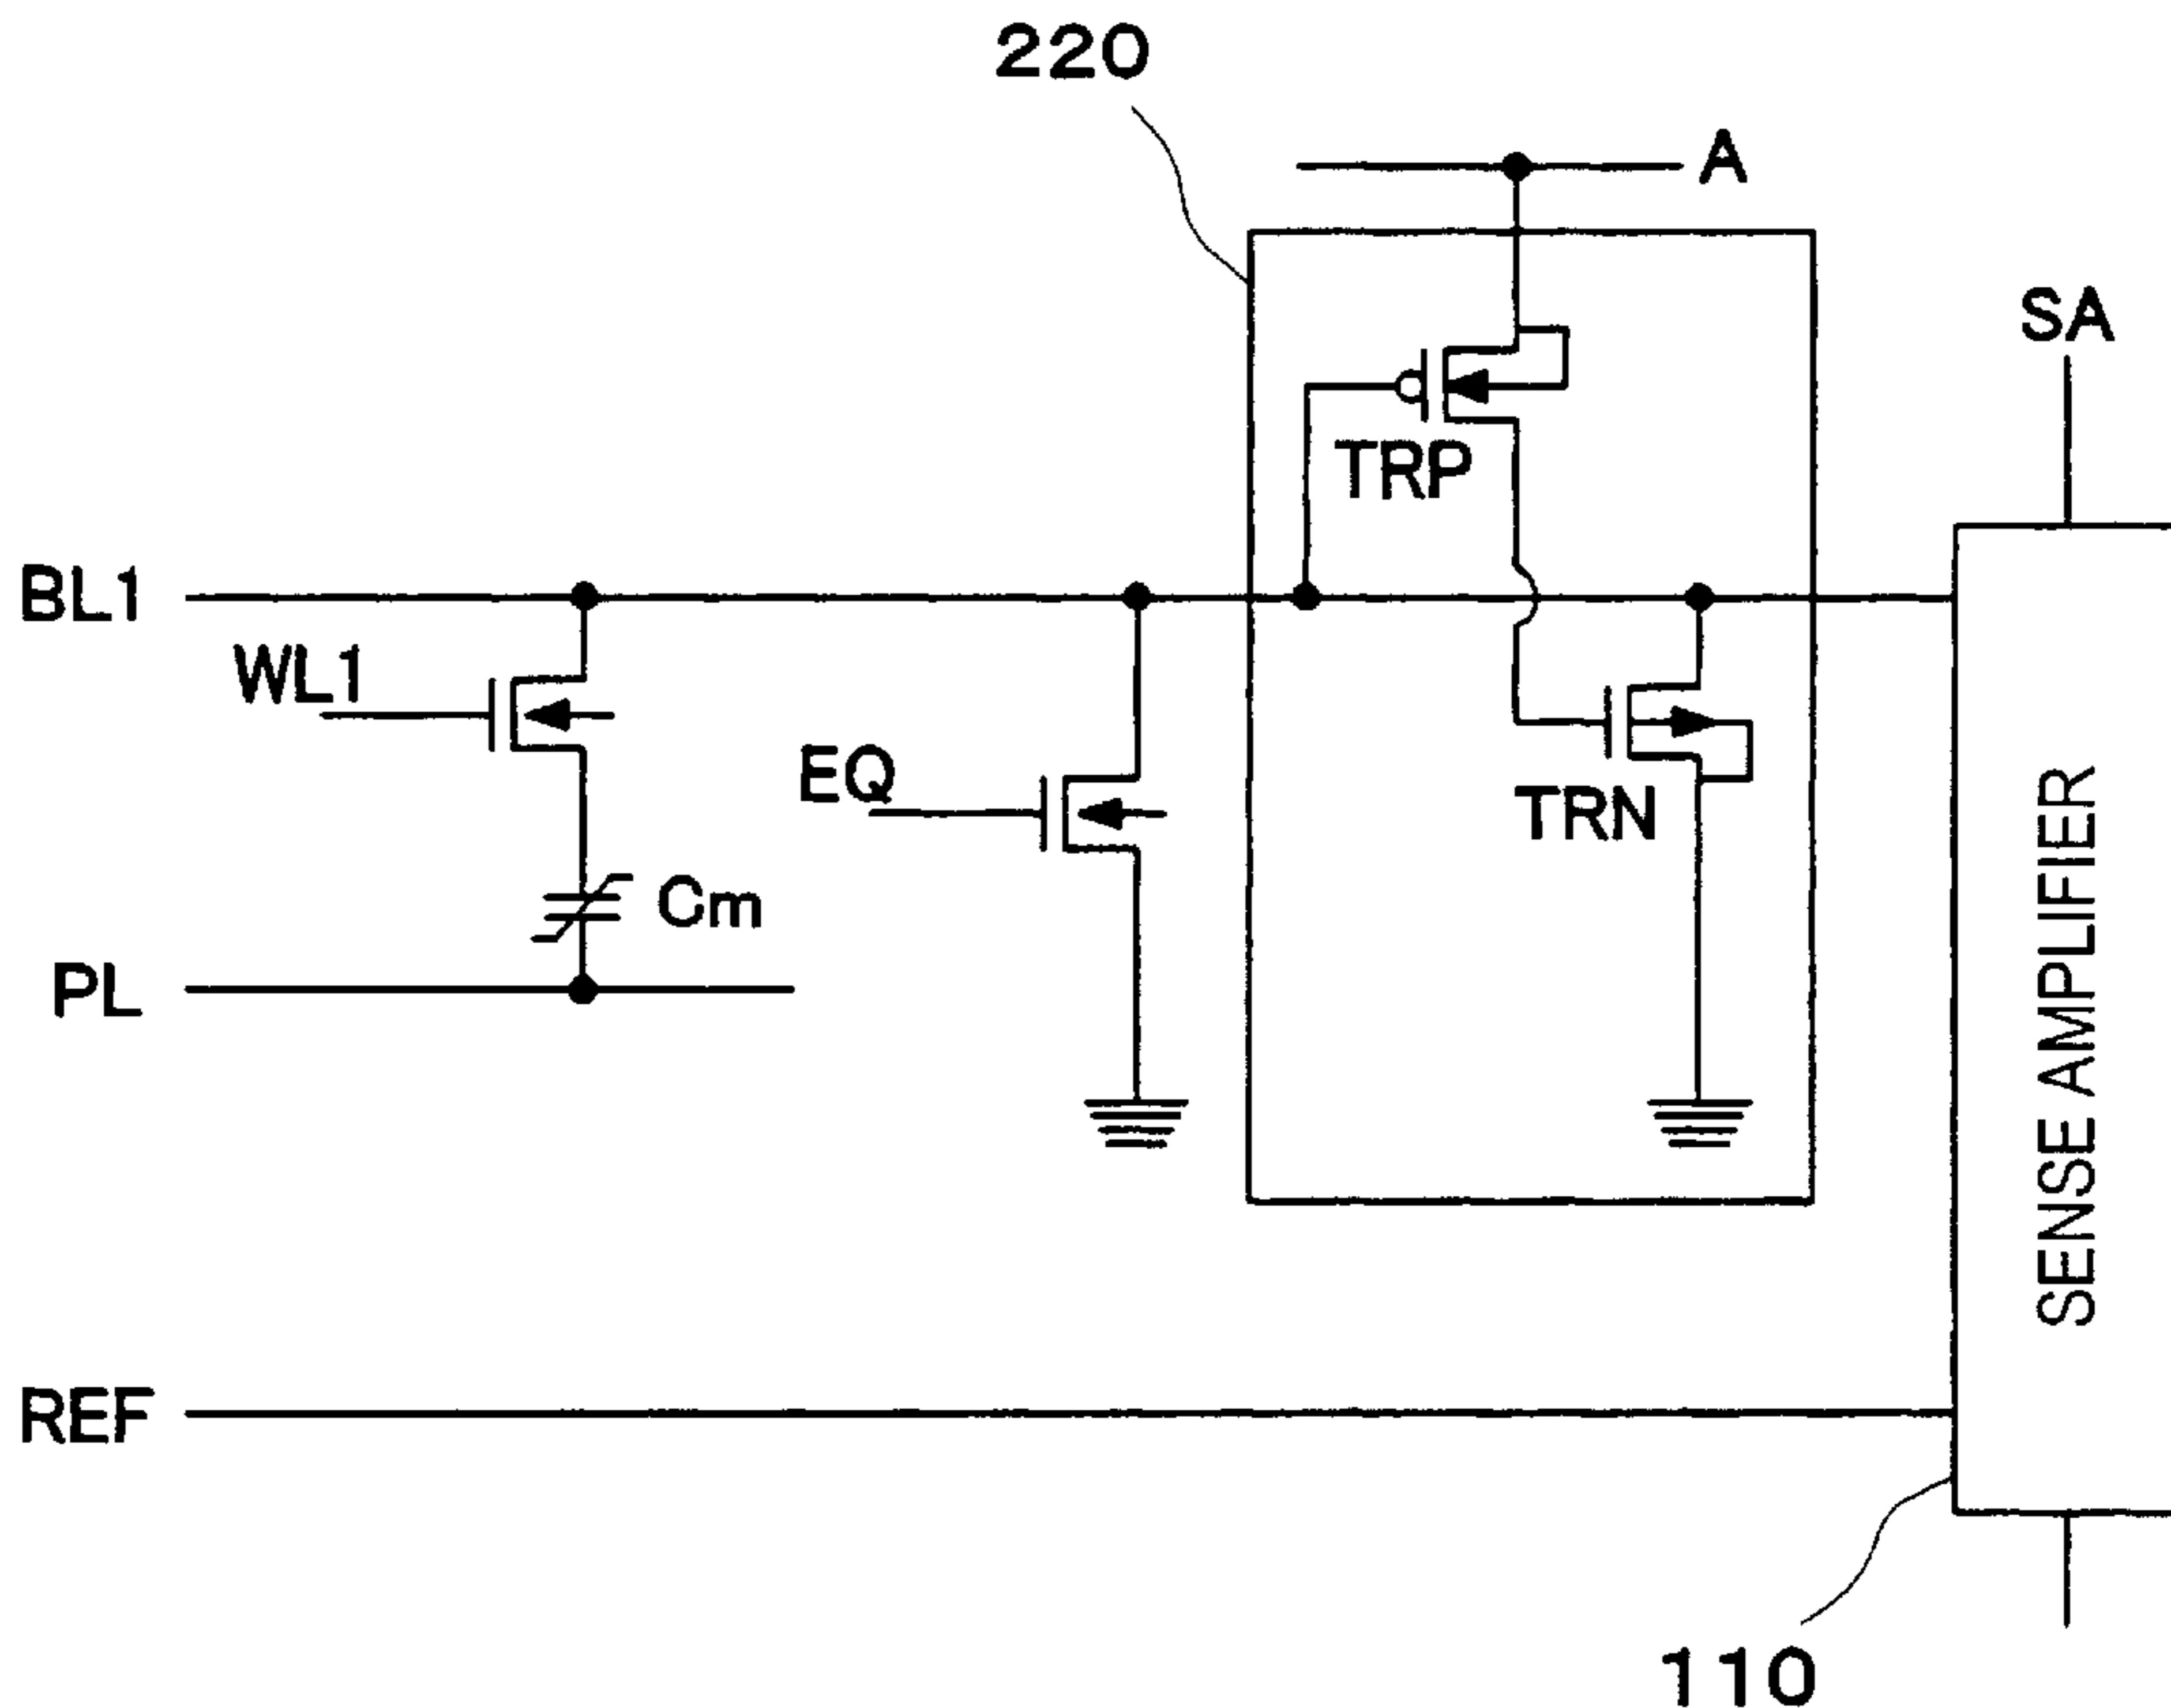 220
A
SA
TRP
BL1
WL1
EQ
TRN
Cm
PL
SENSE AMPLIFIER
REF
110